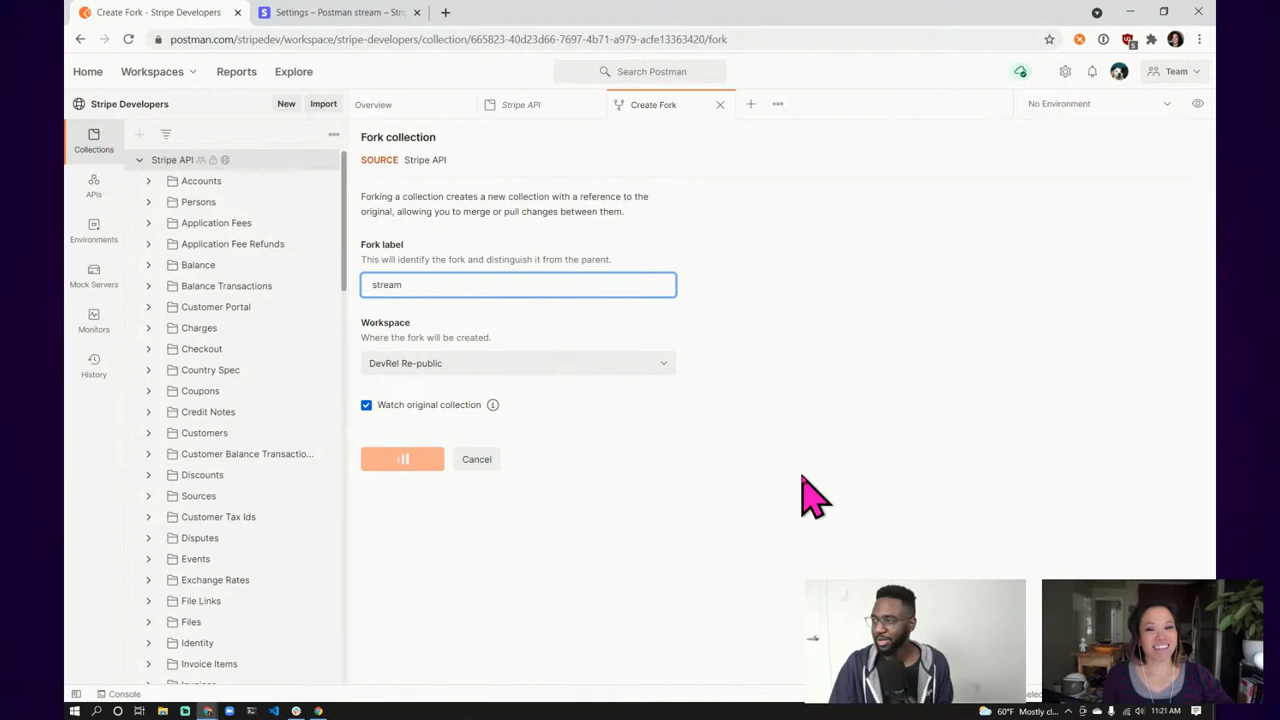 Create Fork - Stripe Developers
Settings – Postman stream – Stri
postman.com/stripedev/workspace/stripe-developers/collection/665823-40d23d66-7697-4b71-a979-acfe13363420/fork
5
Home
Workspaces
Reports
Explore
Search Postman
Team
Stripe Developers
New
Import
Overview
Stripe API
Create Fork
No Environment
Collections
APIs
Environments
Mock Servers
Monitors
History
Stripe API
Accounts
Persons
Application Fees
Application Fee Refunds
Balance
Balance Transactions
Customer Portal
Charges
Checkout
Country Spec
Coupons
Credit Notes
Customers
Customer Balance Transactio...
Discounts
Sources
Customer Tax Ids
Disputes
Events
Exchange Rates
File Links
Files
Identity
Invoice Items
Fork collection
SOURCE Stripe API
Forking a collection creates a new collection with a reference to the
original, allowing you to merge or pull changes between them.
Fork label
This will identify the fork and distinguish it from the parent.
stream
Workspace
Where the fork will be created.
DevRel Re-public
Watch original collection
Cancel
Console
60°F Mostly cl...
11:21 AM